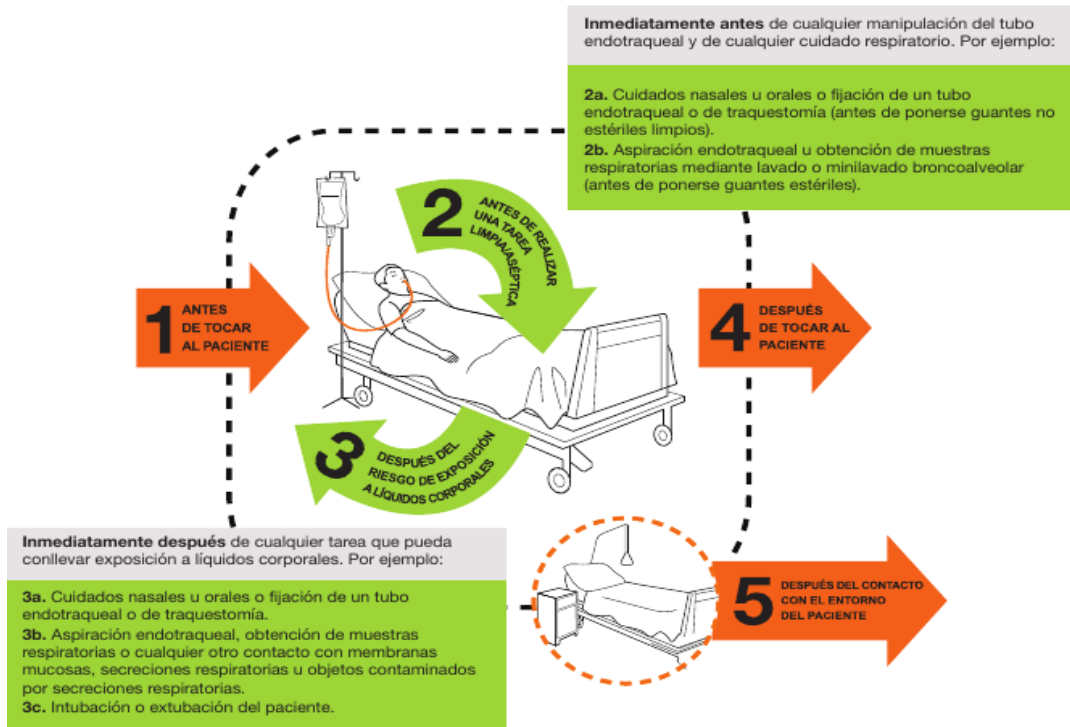 Inmediatamente antes de cualquier manipulación del tubo
endotraqueal y de cualquier cuidado respiratorio. Por ejemplo:
2a. Cuidados nasales u orales o fijación de un tubo
endotraqueal o de traquestomía (antes de ponerse guantes no
estériles limpios).
2b. Aspiración endotraqueal u obtención de muestras
respiratorias mediante lavado o minilavado broncoalveolar
(antes de ponerse guantes estériles).
1 ANTES
DE TOCAR
AL PACIENTE
2 ANTES DE REALIZAR
UNA TAREA
LIMPIA/ASÉPTICA
3 DESPUÉS DEL
RIESGO DE EXPOSICIÓN
A LÍQUIDOS CORPORALES
4 DESPUÉS
DE TOCAR AL
PACIENTE
Inmediatamente después de cualquier tarea que pueda
conllevar exposición a líquidos corporales. Por ejemplo:
3a. Cuidados nasales u orales o fijación de un tubo
endotraqueal o de traquestomía.
3b. Aspiración endotraqueal, obtención de muestras
respiratorias o cualquier otro contacto con membranas
mucosas, secreciones respiratorias u objetos contaminados
por secreciones respiratorias.
3c. Intubación o extubación del paciente.
5 DESPUÉS DEL CONTACTO
CON EL ENTORNO
DEL PACIENTE